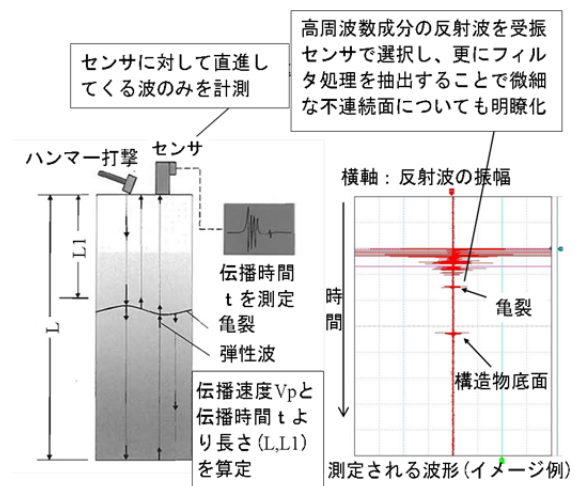 センサに対して直進し
てくる波のみを計測
高周波数成分の反射波を受振
センサで選択し、更にフィル
タ処理を抽出することで微細
な不連続面についても明瞭化
ハンマー打撃
センサ
L1
L
伝播時間
tを測定
亀裂
弾性波
伝播速度Vpと
伝播時間tよ
り長さ(L,L1)
を算定
横軸：反射波の振幅
時間
亀裂
構造物底面
測定される波形(イメージ例)